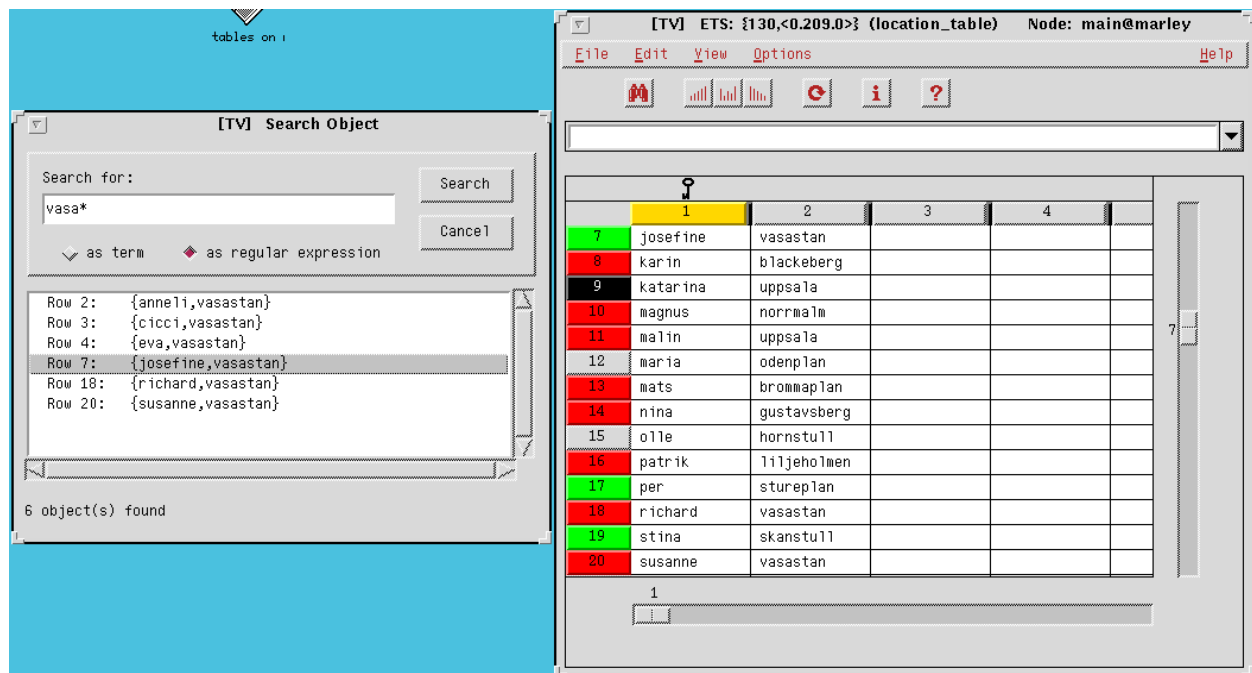 tables on
[TV] Search Object
Search for:
vasa*
Search
Cancel
as term as regular expression
Row 2: {anneli,vasastan}
Row 3: {cicci,vasastan}
Row 4: {eva,vasastan}
Row 7: {josefine,vasastan}
Row 18: {richard,vasastan}
Row 20: {susanne,vasastan}
6 object(s) found
[TV] ETS: {130,<0.209.0>} (location_table) Node: main@marley
File Edit View Options Help
i ?
1 2 3 4
7 josefine vasastan
8 karin blackeberg
9 katarina uppsala
10 magnus norrmalm
11 malin uppsala
12 maria odenplan
13 mats brommaplan
14 nina gustavsberg
15 olle hornstull
16 patrik liljeholmen
17 per stureplan
18 richard vasastan
19 stina skanstull
20 susanne vasastan
7
1